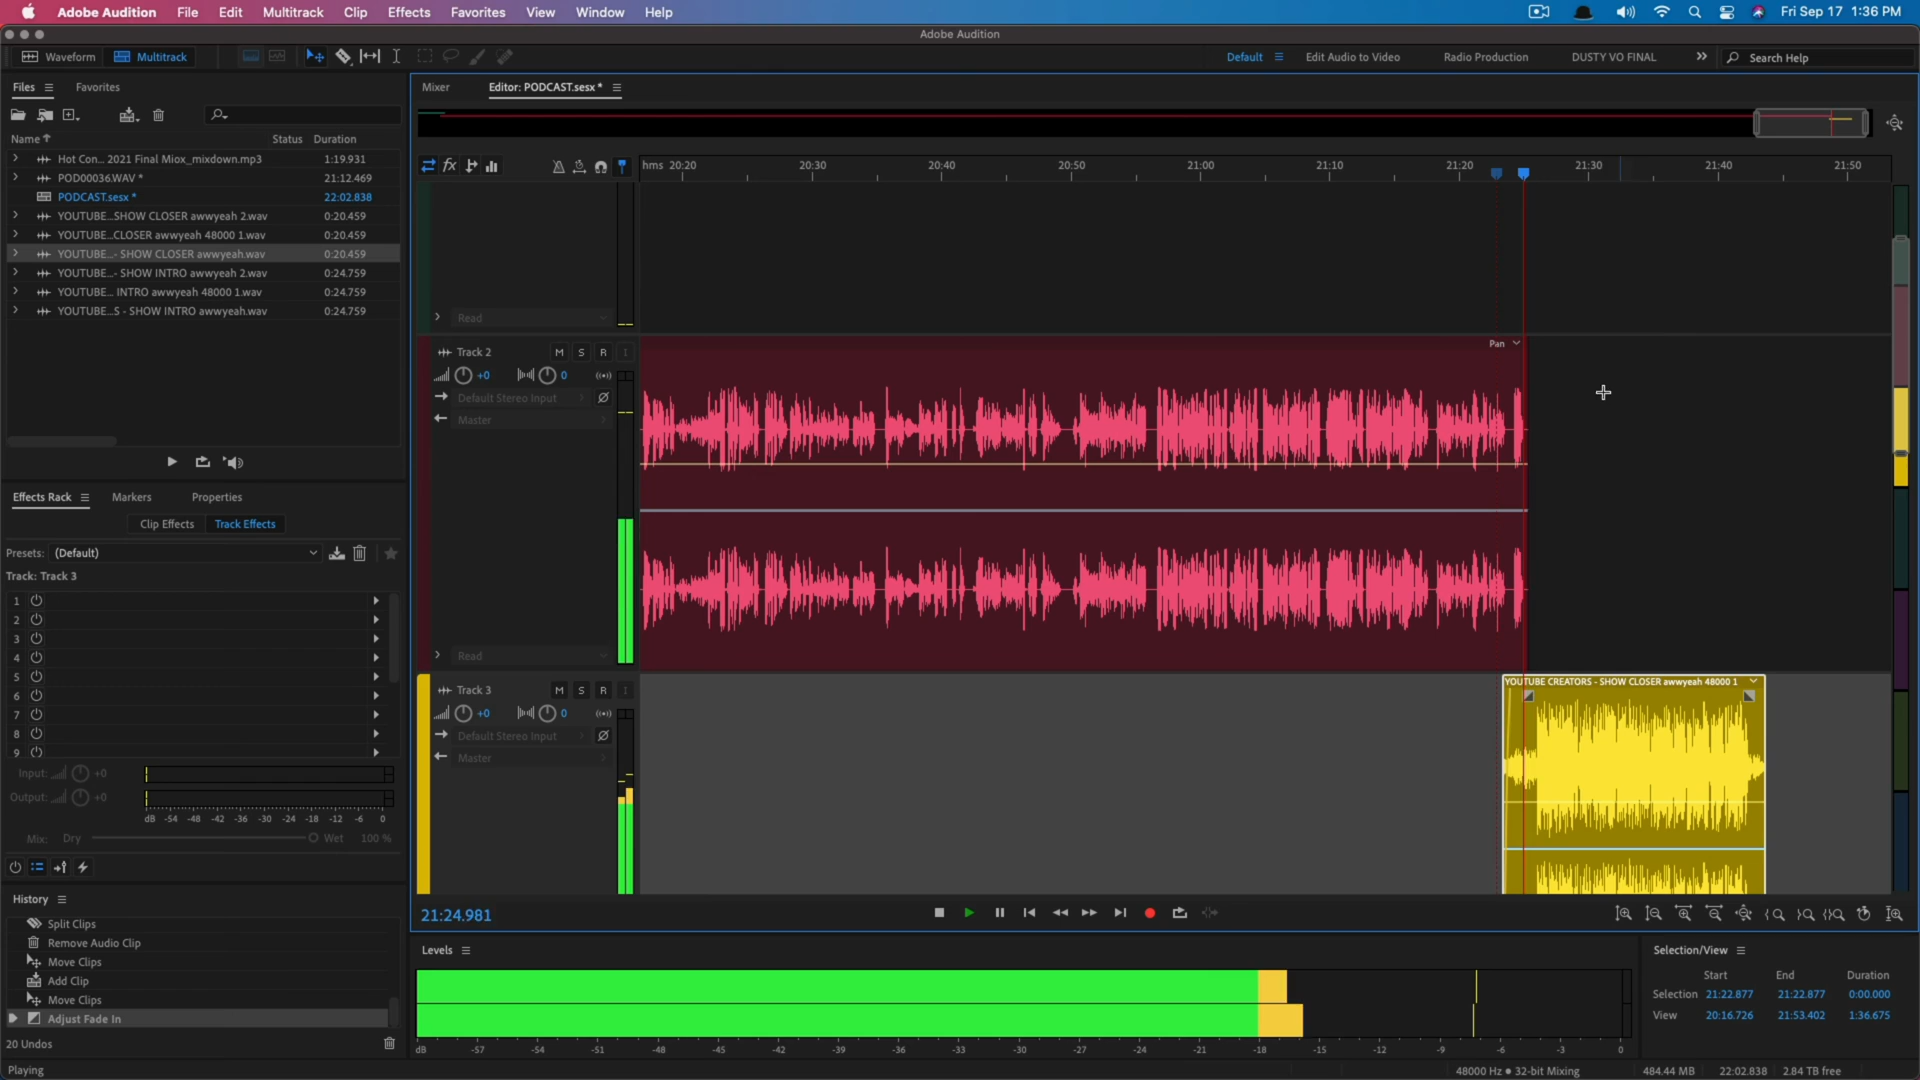 Adobe Audition File Edit Multitrack Clip Effects Favorites View Window Help Fri Sep 17 1:36 PM
Adobe Audition
Waveform Multitrack Default Edit Audio to Video Radio Production DUSTY VO FINAL Search Help
Files Favorites
Name Status Duration
Hot Con... 2021 Final Miox_mixdown.mp3 1:19.931
POD00036.WAV * 21:12.469
PODCAST.sesx * 22:02.838
YOUTUBE...SHOW CLOSER awwyeah 2.wav 0:20.459
YOUTUBE...CLOSER awwyeah 48000 1.wav 0:20.459
YOUTUBE...- SHOW CLOSER awwyeah.wav 0:20.459
YOUTUBE...- SHOW INTRO awwyeah 2.wav 0:24.759
YOUTUBE... INTRO awwyeah 48000 1.wav 0:24.759
YOUTUBE...S - SHOW INTRO awwyeah.wav 0:24.759
Effects Rack Markers Properties
Clip Effects Track Effects
Presets: (Default)
Track: Track 3
1
2
3
4
5
6
7
8
9
Input: +0
Output: +0
dB -54 -48 -42 -36 -30 -24 -18 -12 -6 0
Mix: Dry Wet 100 %
History
Split Clips
Remove Audio Clip
Move Clips
Add Clip
Move Clips
Adjust Fade In
20 Undos
Playing
Mixer Editor: PODCAST.sesx *
hms 20:20 20:30 20:40 20:50 21:00 21:10 21:20 21:30 21:40 21:50
Read
Track 2 M S R I
+0 0
Default Stereo Input
Master
Read
Pan
Track 3 M S R I
+0 0
Default Stereo Input
Master
YOUTUBE CREATORS - SHOW CLOSER awwyeah 48000 1
21:24.981
Levels
dB -57 -54 -51 -48 -45 -42 -39 -36 -33 -30 -27 -24 -21 -18 -15 -12 -9 -6 -3 0
Selection/View
Start End Duration
Selection 21:22.877 21:22.877 0:00.000
View 20:16.726 21:53.402 1:36.675
48000 Hz ● 32-bit Mixing 484.44 MB 22:02.838 2.84 TB free